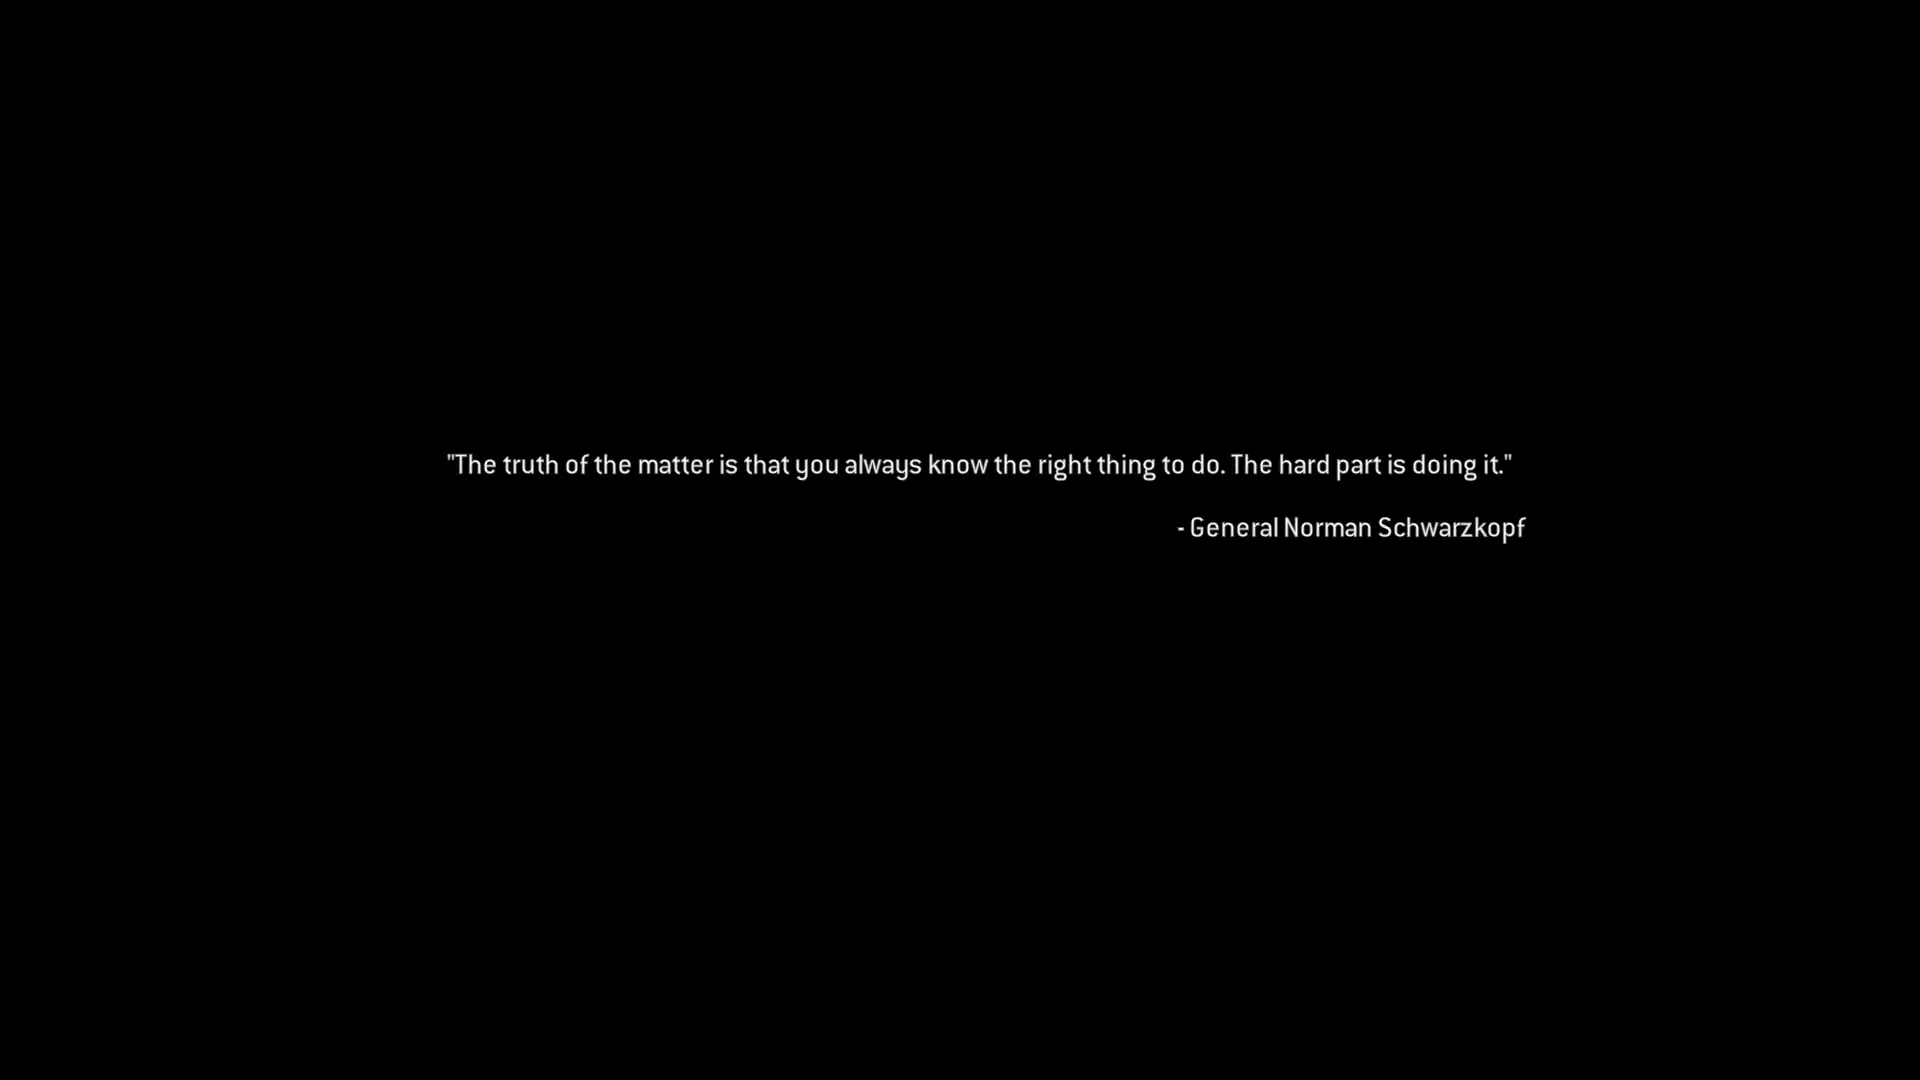 "The truth of the matter is that you always know the right thing to do. The hard part is doing it."
- General Norman Schwarzkopf